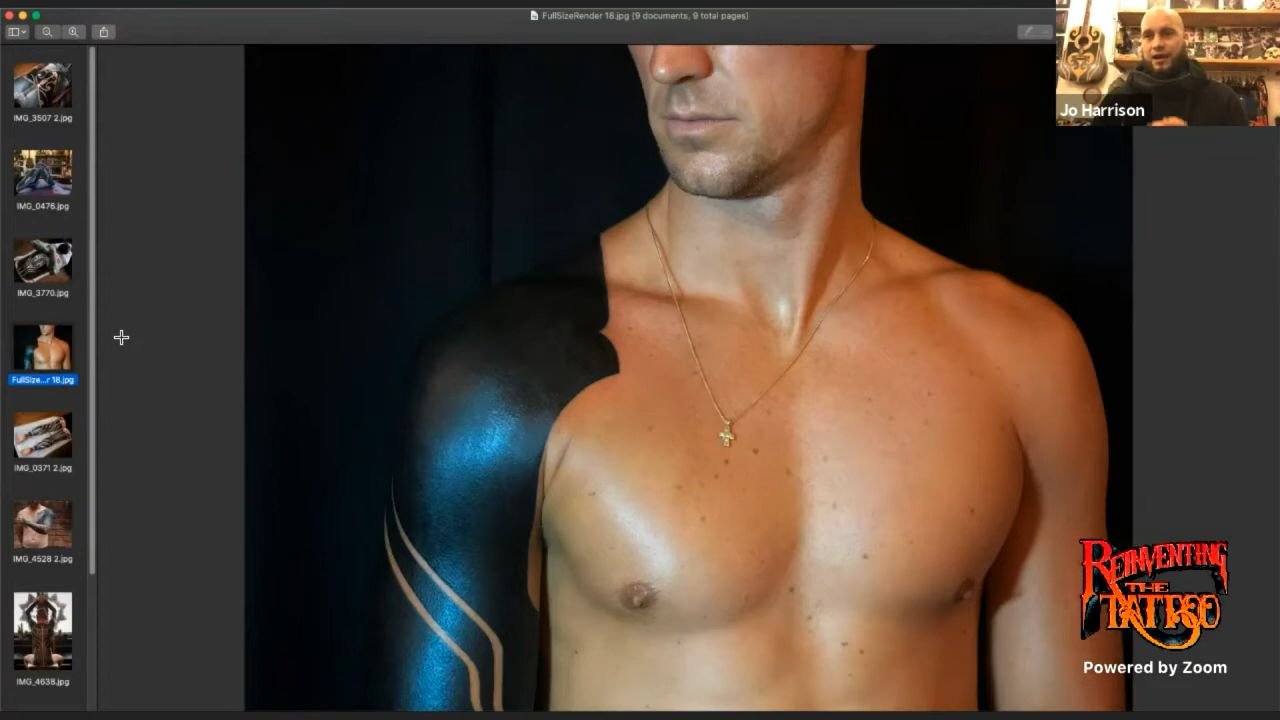 FullSizeRender 18.jpg (9 documents, 9 total pages)
IMG_3507 2.jpg
IMG_0476.jpg
IMG_3770.jpg
FullSize...r 18.jpg
IMG_0371 2.jpg
IMG_4528 2.jpg
IMG_4638.jpg
Jo Harrison
REINVENTING
THE
TATTOO
Powered by Zoom